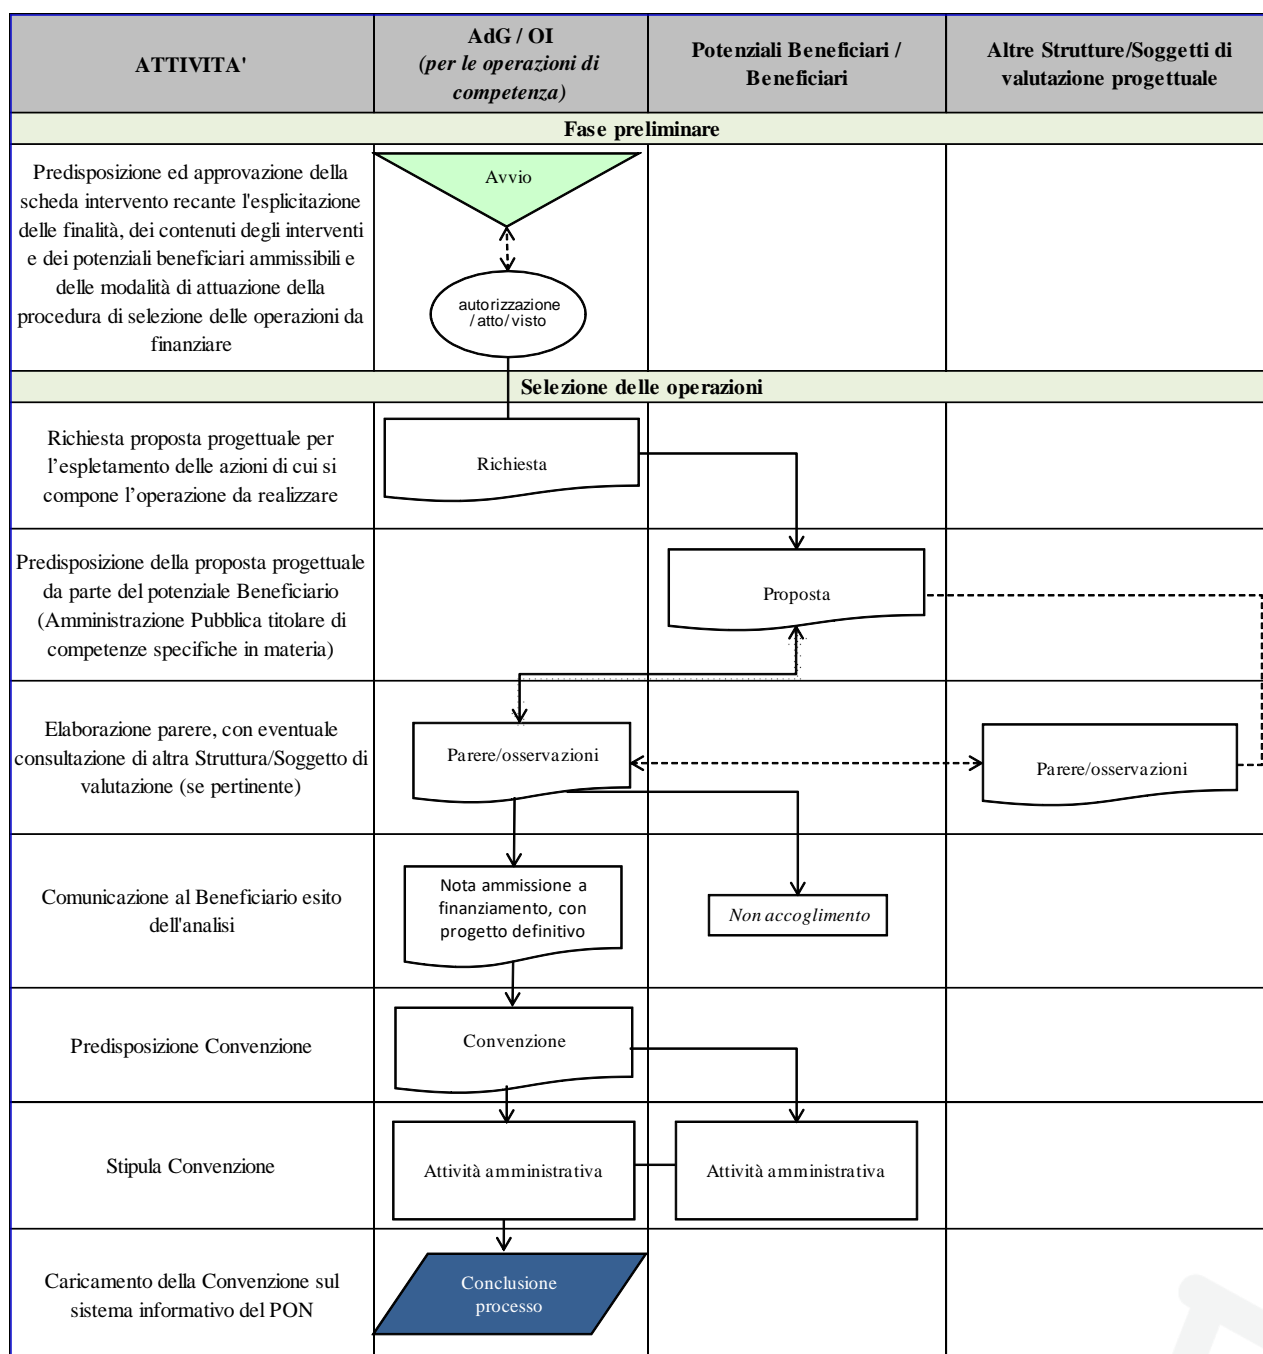 ATTIVITA'
AdG / OI
(per le operazioni di
competenza)
Potenziali Beneficiari /
Beneficiari
Altre Strutture/Soggetti di
valutazione progettuale
Fase preliminare
Predisposizione ed approvazione della
scheda intervento recante l'esplicitazione
delle finalità, dei contenuti degli interventi
e dei potenziali beneficiari ammissibili e
delle modalità di attuazione della
procedura di selezione delle operazioni da
finanziare
Avvio
autorizzazione
/ atto/ visto
Selezione delle operazioni
Richiesta proposta progettuale per
l’espletamento delle azioni di cui si
compone l’operazione da realizzare
Richiesta
Predisposizione della proposta progettuale
da parte del potenziale Beneficiario
(Amministrazione Pubblica titolare di
competenze specifiche in materia)
Proposta
Elaborazione parere, con eventuale
consultazione di altra Struttura/Soggetto di
valutazione (se pertinente)
Parere/osservazioni
Parere/osservazioni
Comunicazione al Beneficiario esito
dell'analisi
Nota ammissione a
finanziamento, con
progetto definitivo
Non accoglimento
Predisposizione Convenzione
Convenzione
Stipula Convenzione
Attività amministrativa
Attività amministrativa
Caricamento della Convenzione sul
sistema informativo del PON
Conclusione
processo